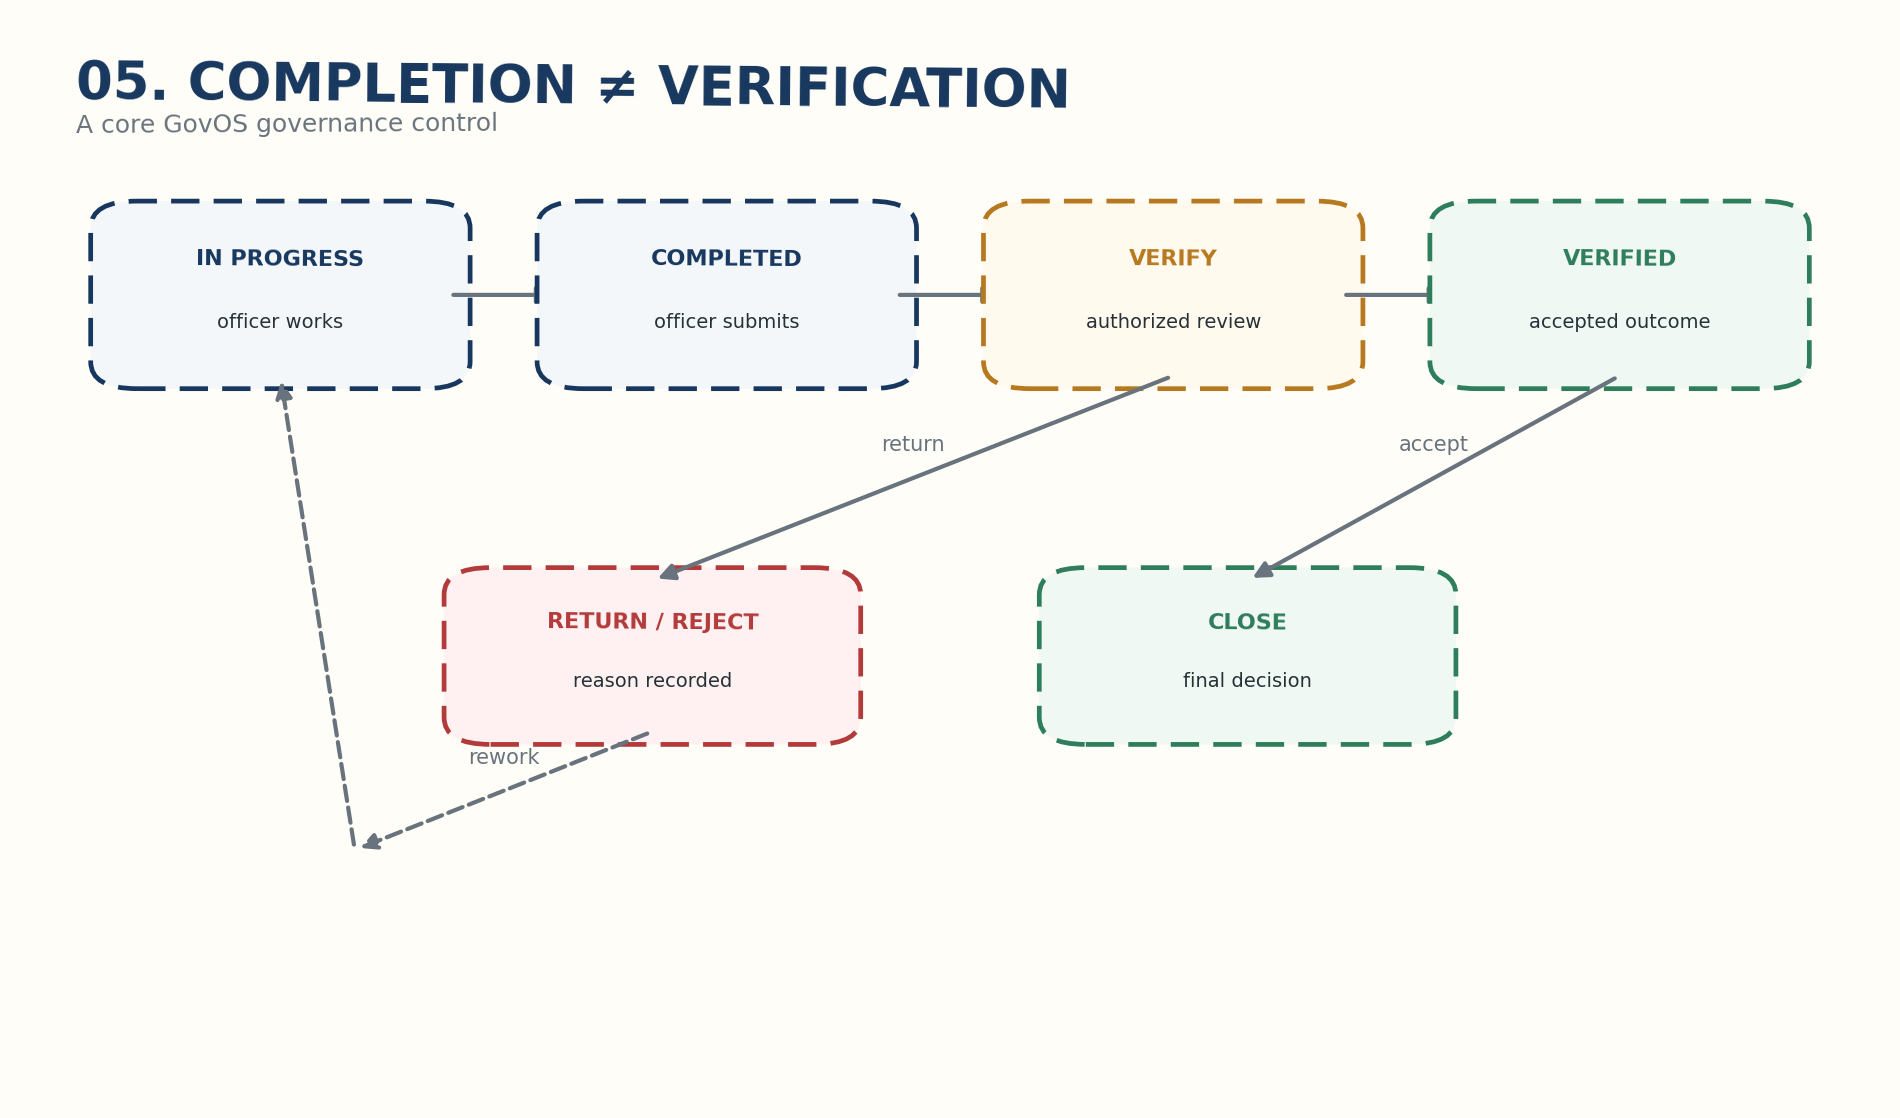 05. COMPLETION ≠ VERIFICATION
A core GovOS governance control
IN PROGRESS
officer works
COMPLETED
officer submits
VERIFY
authorized review
VERIFIED
accepted outcome
return
accept
RETURN / REJECT
reason recorded
CLOSE
final decision
rework